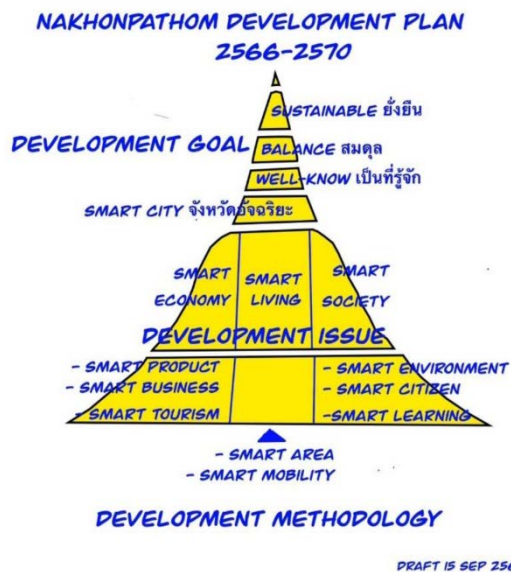 NAKHONPATHOM DEVELOPMENT PLAN
2566-2570
SUSTAINABLE ยั่งยืน
DEVELOPMENT GOAL
BALANCE สมดุล
WELL-KNOW เป็นที่รู้จัก
SMART CITY จังหวัดอัจฉริยะ
SMART ECONOMY
SMART LIVING
SMART SOCIETY
DEVELOPMENT ISSUE
- SMART PRODUCT
- SMART BUSINESS
- SMART TOURISM
- SMART ENVIRONMENT
- SMART CITIZEN
-SMART LEARNING
- SMART AREA
- SMART MOBILITY
DEVELOPMENT METHODOLOGY
DRAFT 15 SEP